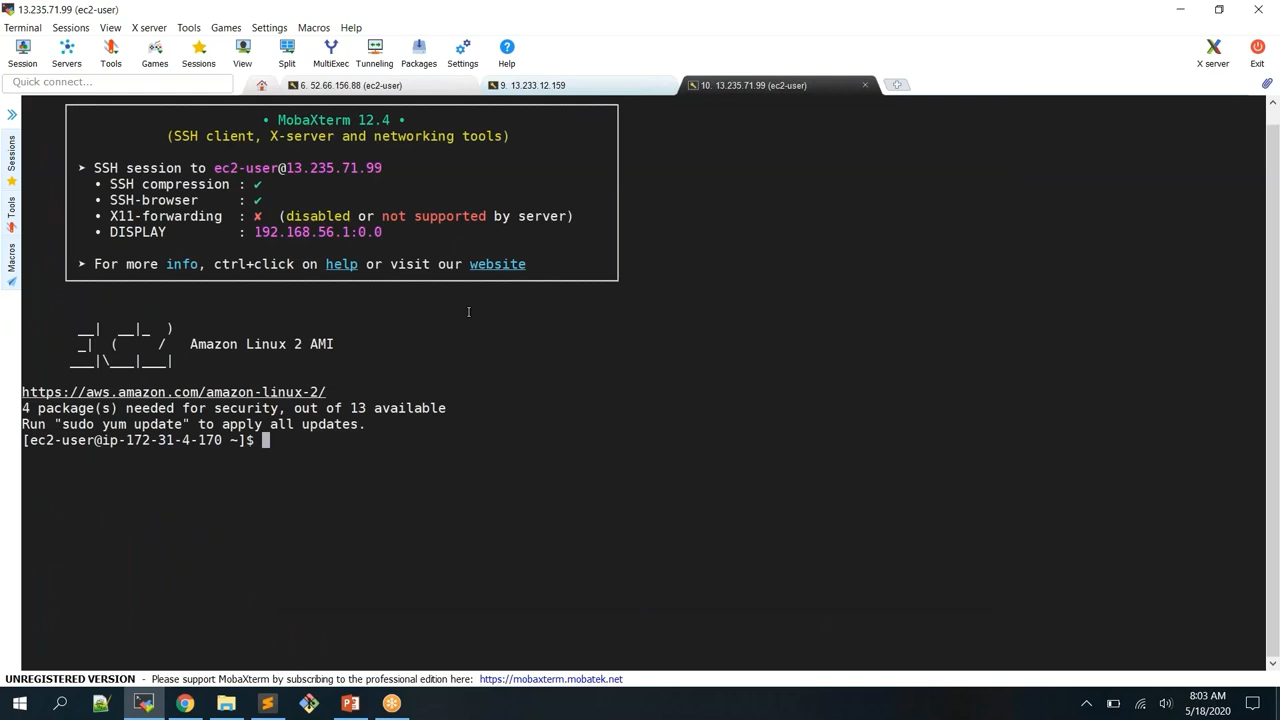 13.235.71.99 (ec2-user)
Terminal Sessions View X server Tools Games Settings Macros Help
Session Servers Tools Games Sessions View Split MultiExec Tunneling Packages Settings Help X server Exit
Quick connect... 6. 52.66.156.88 (ec2-user) 9. 13.233.12.159 10. 13.235.71.99 (ec2-user)
Sessions
Tools
Macros
• MobaXterm 12.4 •
(SSH client, X-server and networking tools)
➤ SSH session to ec2-user@13.235.71.99
• SSH compression : ✔
• SSH-browser : ✔
• X11-forwarding : ✘ (disabled or not supported by server)
• DISPLAY : 192.168.56.1:0.0
➤ For more info, ctrl+click on help or visit our website
__| __|_ )
_| ( / Amazon Linux 2 AMI
___|\___|___|
https://aws.amazon.com/amazon-linux-2/
4 package(s) needed for security, out of 13 available
Run "sudo yum update" to apply all updates.
[ec2-user@ip-172-31-4-170 ~]$
UNREGISTERED VERSION - Please support MobaXterm by subscribing to the professional edition here: https://mobaxterm.mobatek.net
8:03 AM
5/18/2020